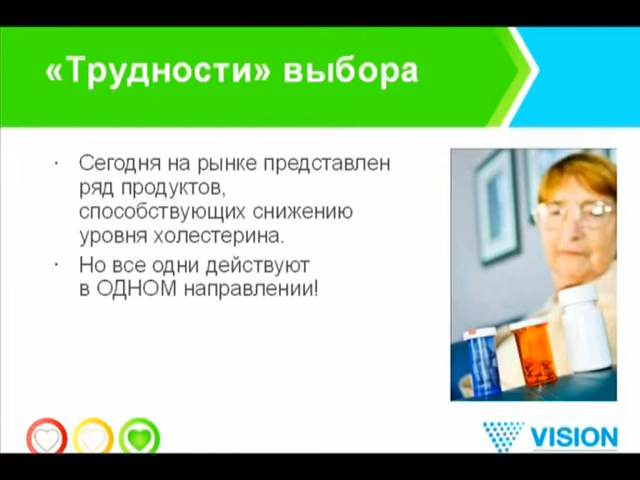 «Трудности» выбора
· Сегодня на рынке представлен
ряд продуктов,
способствующих снижению
уровня холестерина.
· Но все одни действуют
в ОДНОМ направлении!
VISION